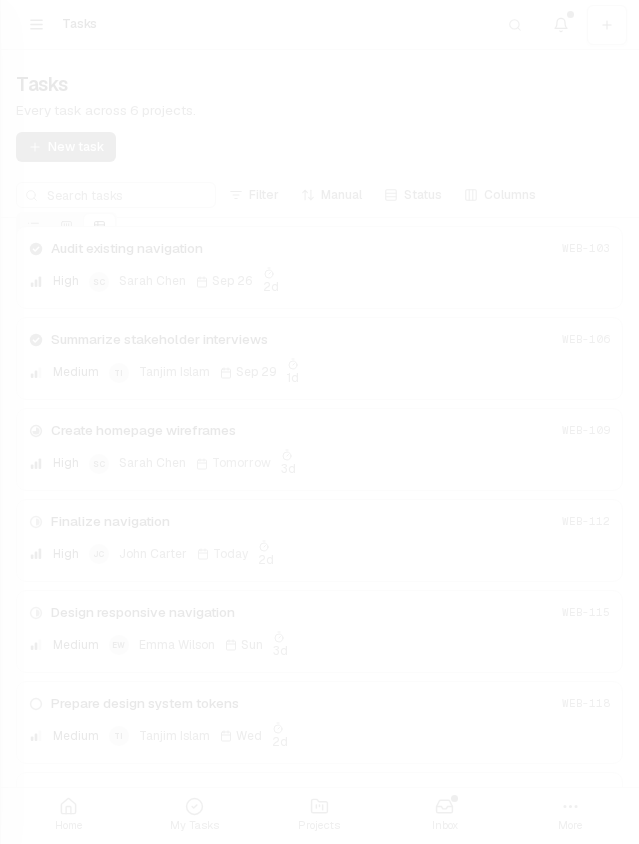 Tasks
Tasks
Every task across 6 projects.
+ New task
Search tasks Filter Manual Status Columns
Audit existing navigation WEB-103
High SC Sarah Chen Sep 26 2d
Summarize stakeholder interviews WEB-106
Medium TI Tanjim Islam Sep 29 1d
Create homepage wireframes WEB-109
High SC Sarah Chen Tomorrow 3d
Finalize navigation WEB-112
High JC John Carter Today 2d
Design responsive navigation WEB-115
Medium EW Emma Wilson Sun 3d
Prepare design system tokens WEB-118
Medium TI Tanjim Islam Wed 2d
Home My Tasks Projects Inbox More